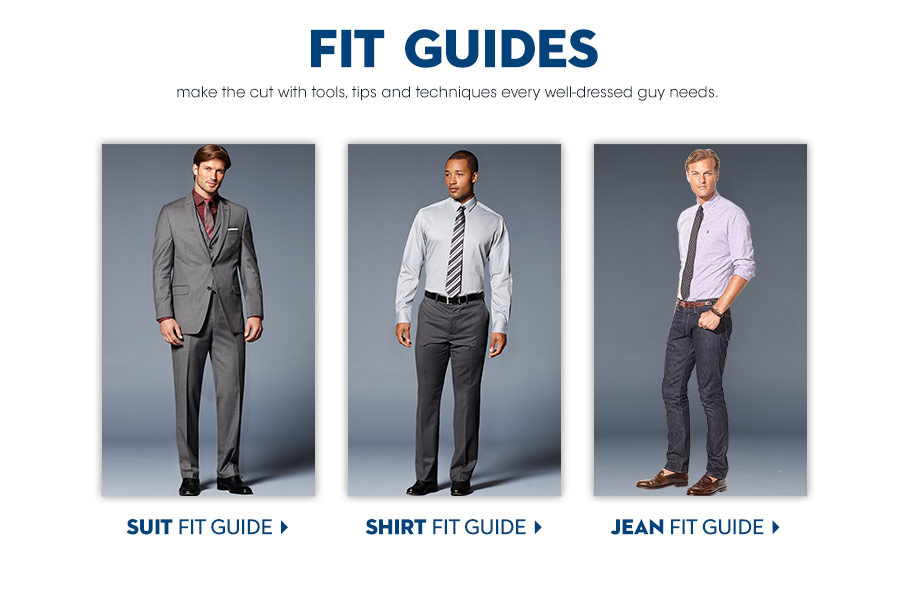 FIT GUIDES
make the cut with tools, tips and techniques every well-dressed guy needs.
SUIT FIT GUIDE
SHIRT FIT GUIDE
JEAN FIT GUIDE